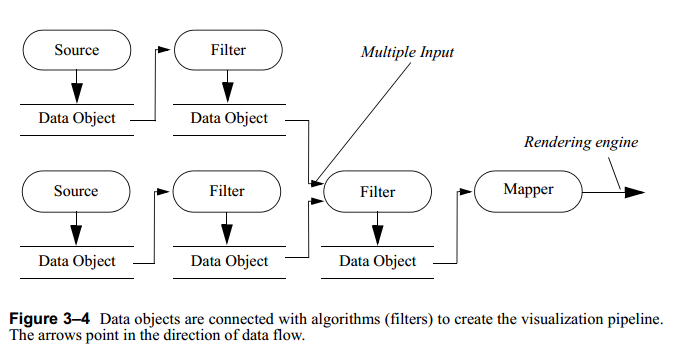 Source
Filter
Multiple Input
Data Object
Data Object
Rendering engine
Source
Filter
Filter
Mapper
Data Object
Data Object
Data Object
Figure 3–4 Data objects are connected with algorithms (filters) to create the visualization pipeline.
The arrows point in the direction of data flow.